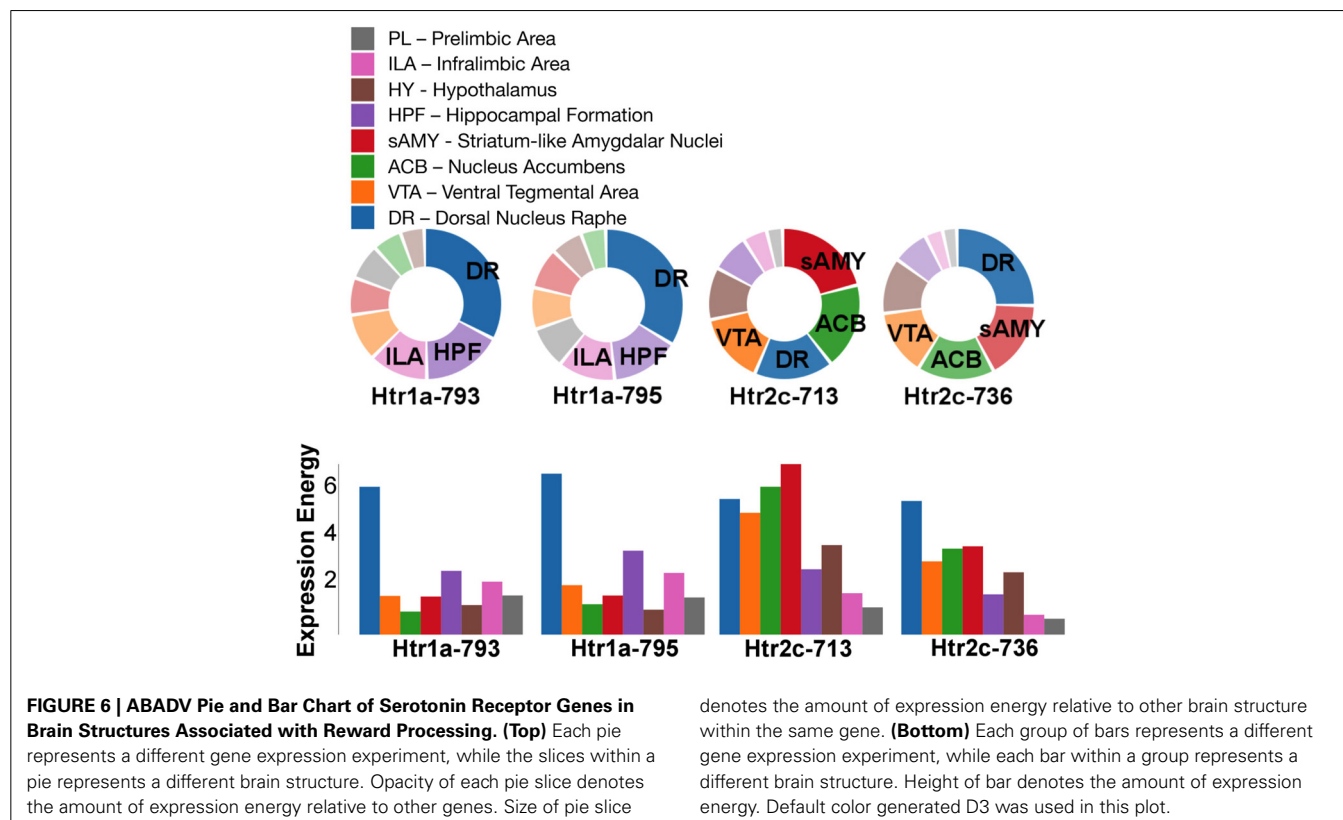 PL – Prelimbic Area
ILA – Infralimbic Area
HY - Hypothalamus
HPF – Hippocampal Formation
sAMY - Striatum-like Amygdalar Nuclei
ACB – Nucleus Accumbens
VTA – Ventral Tegmental Area
DR – Dorsal Nucleus Raphe
DR
HPF
ILA
Htr1a-793
DR
HPF
ILA
Htr1a-795
sAMY
ACB
DR
VTA
Htr2c-713
DR
sAMY
ACB
VTA
Htr2c-736
Expression Energy
6
4
2
Htr1a-793
Htr1a-795
Htr2c-713
Htr2c-736
FIGURE 6 | ABADV Pie and Bar Chart of Serotonin Receptor Genes in
Brain Structures Associated with Reward Processing. (Top) Each pie
represents a different gene expression experiment, while the slices within a
pie represents a different brain structure. Opacity of each pie slice denotes
the amount of expression energy relative to other genes. Size of pie slice
denotes the amount of expression energy relative to other brain structure
within the same gene. (Bottom) Each group of bars represents a different
gene expression experiment, while each bar within a group represents a
different brain structure. Height of bar denotes the amount of expression
energy. Default color generated D3 was used in this plot.